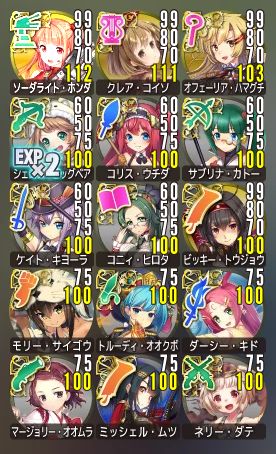 99 99 99
80 80 80
70 70 70
112 111 103
ソーダライト・ホンダ クレア・コイソ オフェーリア・ハマグチ
60 60 60
50 50 50
75 75 75
EXP×2 100 100 100
コリス・ウチダ サブリナ・カトー
60 60 99
50 50 80
75 75 70
100 100 100
ケイト・キヨーラ コニィ・ヒロタ ビッキー・トウジョウ
75 75 75
100 100 100
モリー・サイゴウ トルーディ・オオクボ ダーシー・キド
75 75 75
100 100 100
マージョリー・オオムラ ミッシェル・ムツ ネリー・ダテ